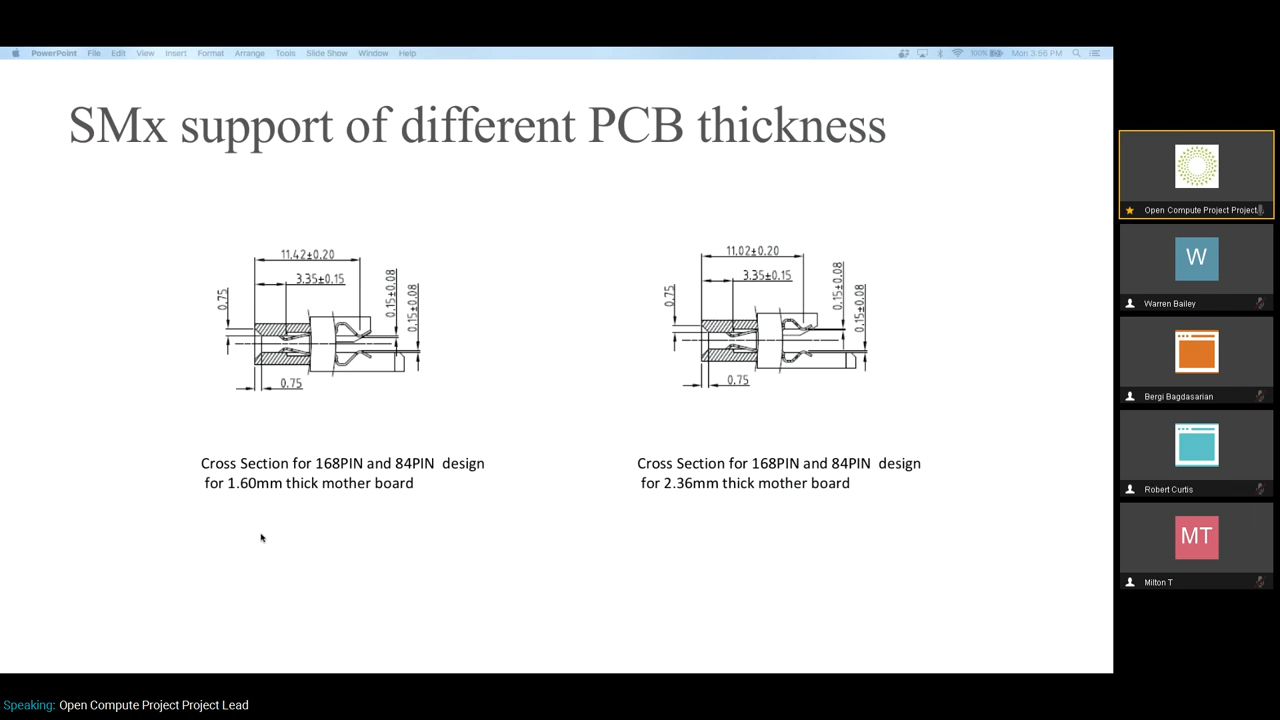 PowerPoint File Edit View Insert Format Arrange Tools Slide Show Window Help 100% Mon 3:56 PM
SMx support of different PCB thickness
11.42±0.20
3.35±0.15
0.75
0.15±0.08
0.15±0.08
0.75
11.02±0.20
3.35±0.15
0.75
0.15±0.08
0.15±0.08
0.75
Cross Section for 168PIN and 84PIN design
for 1.60mm thick mother board
Cross Section for 168PIN and 84PIN design
for 2.36mm thick mother board
Open Compute Project Project
W
Warren Bailey
Bergi Bagdasarian
Robert Curtis
MT
Milton T
Speaking: Open Compute Project Project Lead